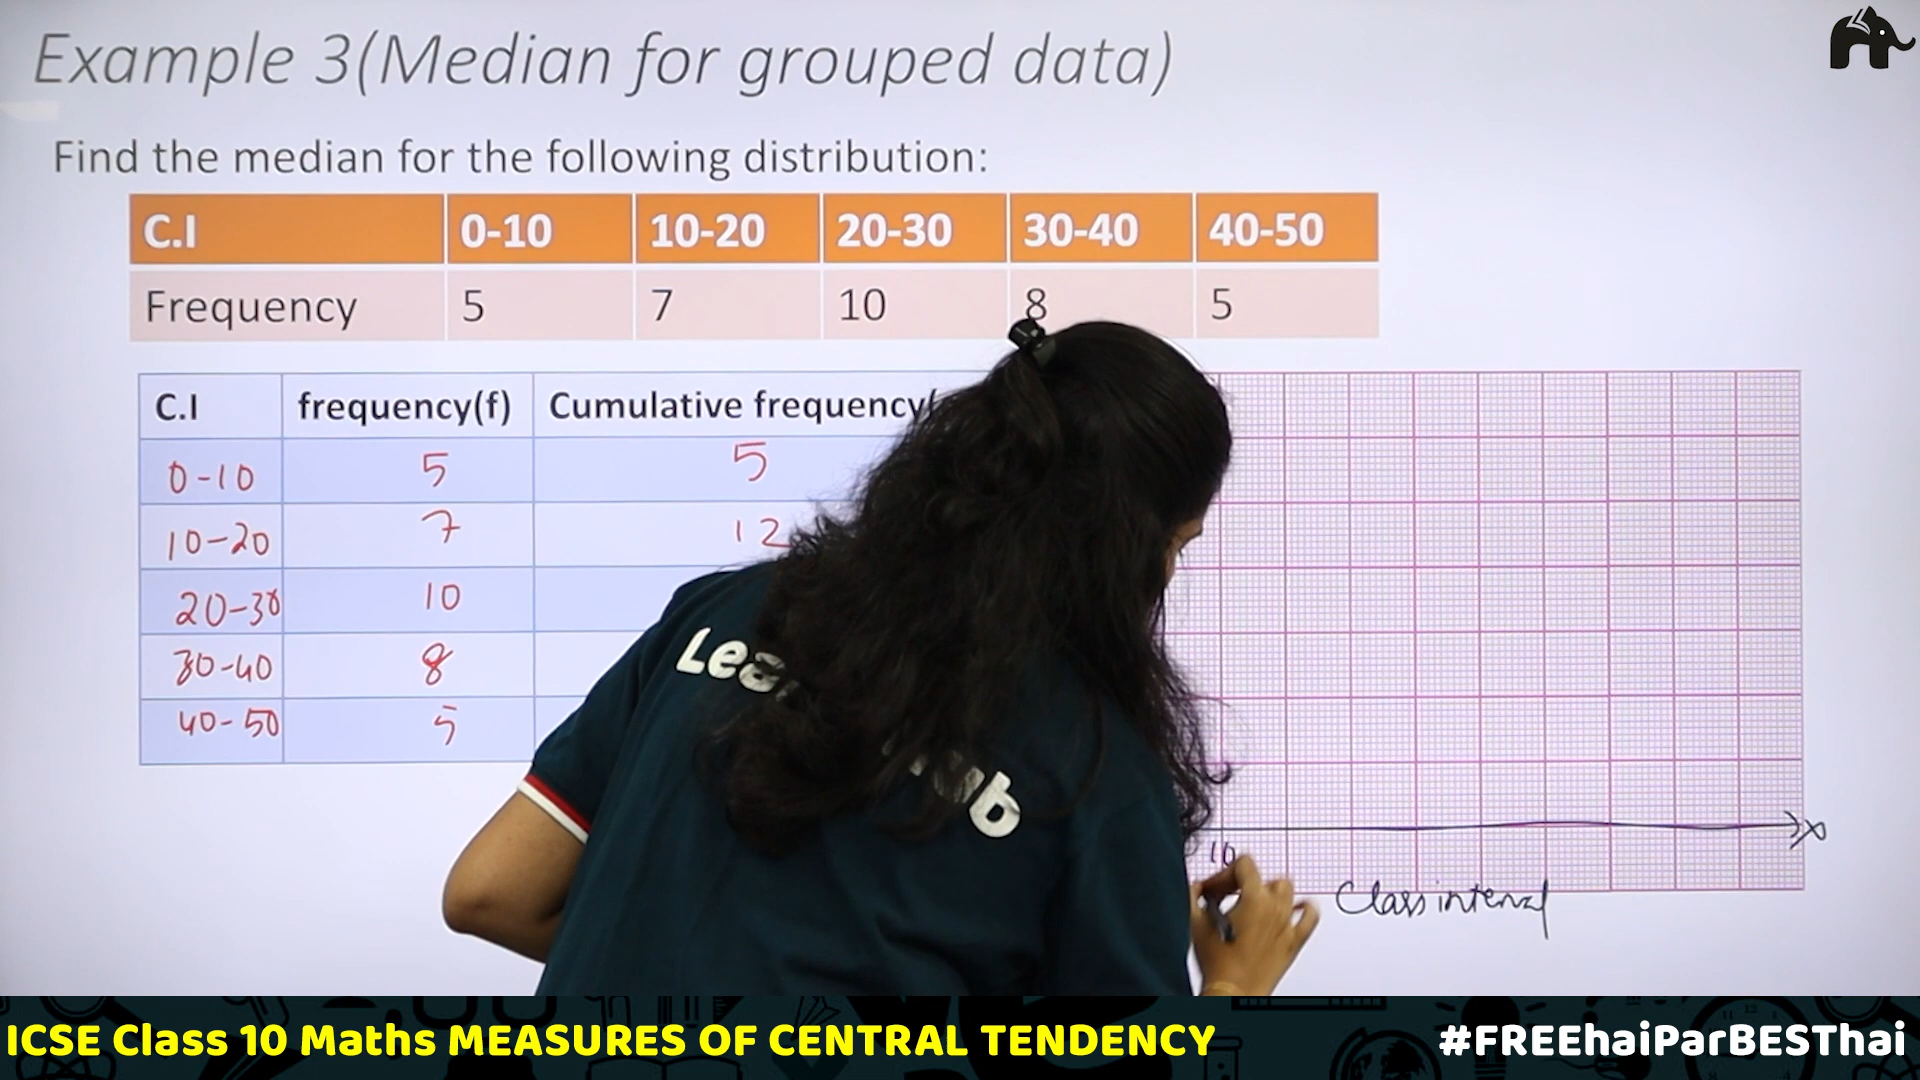 Example 3(Median for grouped data)
Find the median for the following distribution:
C.I 0-10 10-20 20-30 30-40 40-50
Frequency 5 7 10 8 5
C.I frequency(f) Cumulative frequency(
0-10 5 5
10-20 7 12
20-30 10
30-40 8
40-50 5
x
10
Class interval
ICSE Class 10 Maths MEASURES OF CENTRAL TENDENCY
#FREEhaiParBESThai